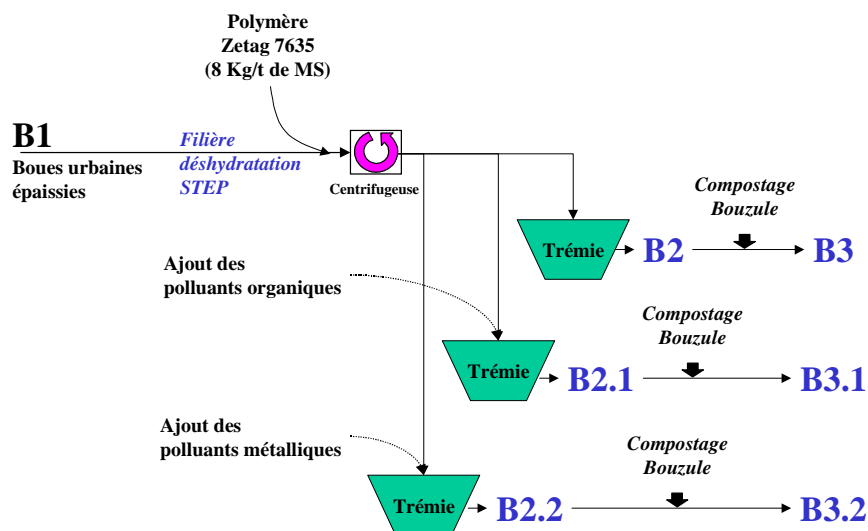 Polymère
Zetag 7635
(8 Kg/t de MS)
B1
Filière
déshydratation
STEP
Boues urbaines
épaissies
Centrifugeuse
Compostage
Bouzule
Trémie
B2
B3
Ajout des
polluants organiques
Compostage
Bouzule
Trémie
B2.1
B3.1
Ajout des
polluants métalliques
Compostage
Bouzule
Trémie
B2.2
B3.2